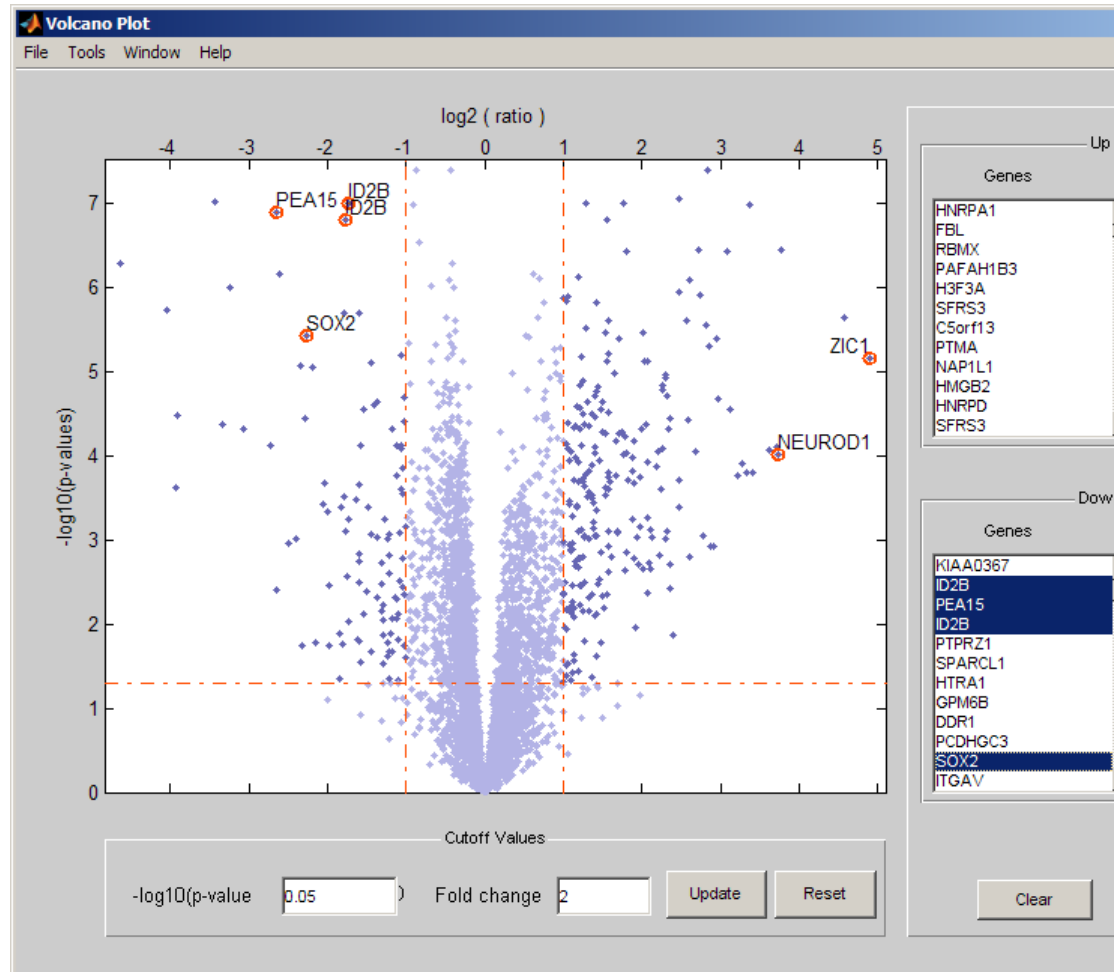 Volcano Plot
File Tools Window Help
log2 ( ratio )
-4 -3 -2 -1 0 1 2 3 4 5
7
6
5
4
3
2
1
0
-log10(p-values)
PEA15
ID2B
ID2B
SOX2
ZIC1
NEUROD1
Up
Genes
HNRPA1
FBL
RBMX
PAFAH1B3
H3F3A
SFRS3
C5orf13
PTMA
NAP1L1
HMGB2
HNRPD
SFRS3
Dow
Genes
KIAA0367
ID2B
PEA15
ID2B
PTPRZ1
SPARCL1
HTRA1
GPM6B
DDR1
PCDHGC3
SOX2
ITGAV
Cutoff Values
-log10(p-value 0.05 ) Fold change 2 Update Reset
Clear